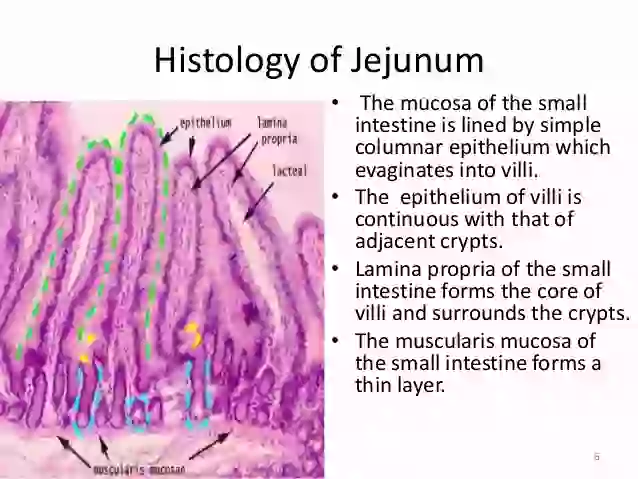 Histology of Jejunum
epithelium
lamina
propria
lacteal
muscularis mucosae
• The mucosa of the small
intestine is lined by simple
columnar epithelium which
evaginates into villi.
• The epithelium of villi is
continuous with that of
adjacent crypts.
• Lamina propria of the small
intestine forms the core of
villi and surrounds the crypts.
• The muscularis mucosa of
the small intestine forms a
thin layer.
6